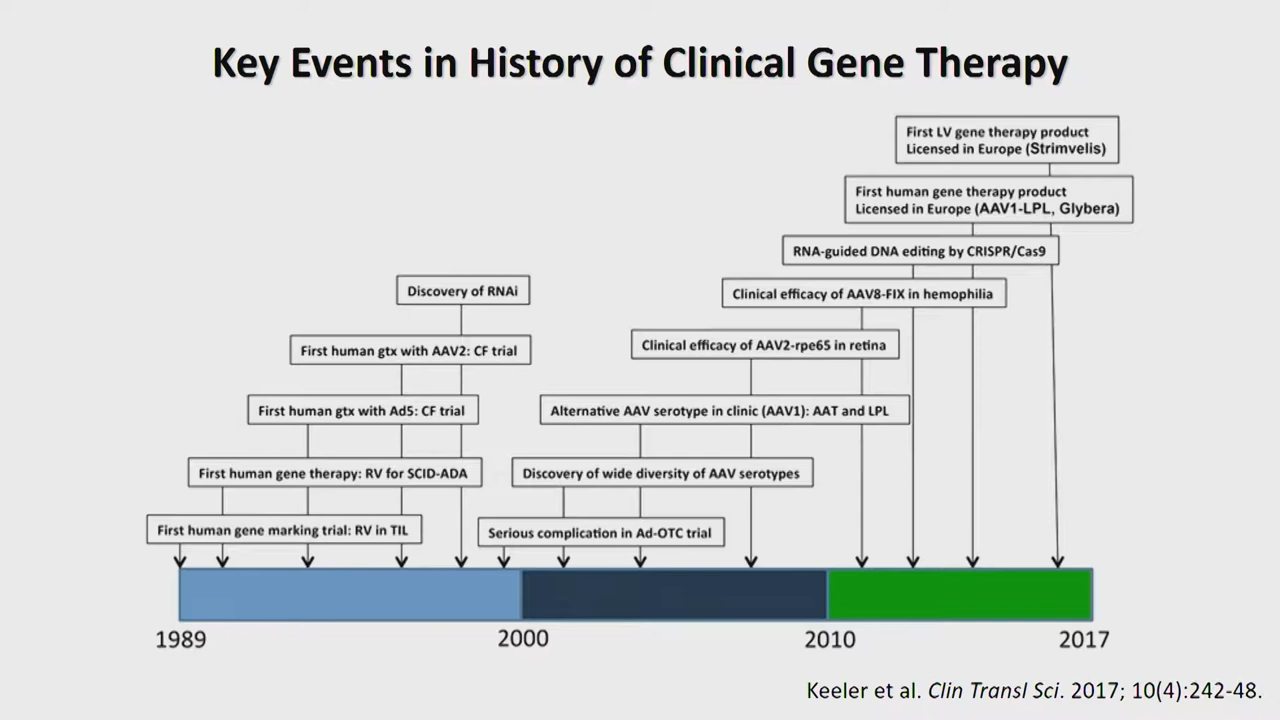 Key Events in History of Clinical Gene Therapy
First LV gene therapy product
Licensed in Europe (Strimvelis)
First human gene therapy product
Licensed in Europe (AAV1-LPL, Glybera)
RNA-guided DNA editing by CRISPR/Cas9
Discovery of RNAi
Clinical efficacy of AAV8-FIX in hemophilia
First human gtx with AAV2: CF trial
Clinical efficacy of AAV2-rpe65 in retina
First human gtx with Ad5: CF trial
Alternative AAV serotype in clinic (AAV1): AAT and LPL
First human gene therapy: RV for SCID-ADA
Discovery of wide diversity of AAV serotypes
First human gene marking trial: RV in TIL
Serious complication in Ad-OTC trial
1989
2000
2010
2017
Keeler et al. Clin Transl Sci. 2017; 10(4):242-48.